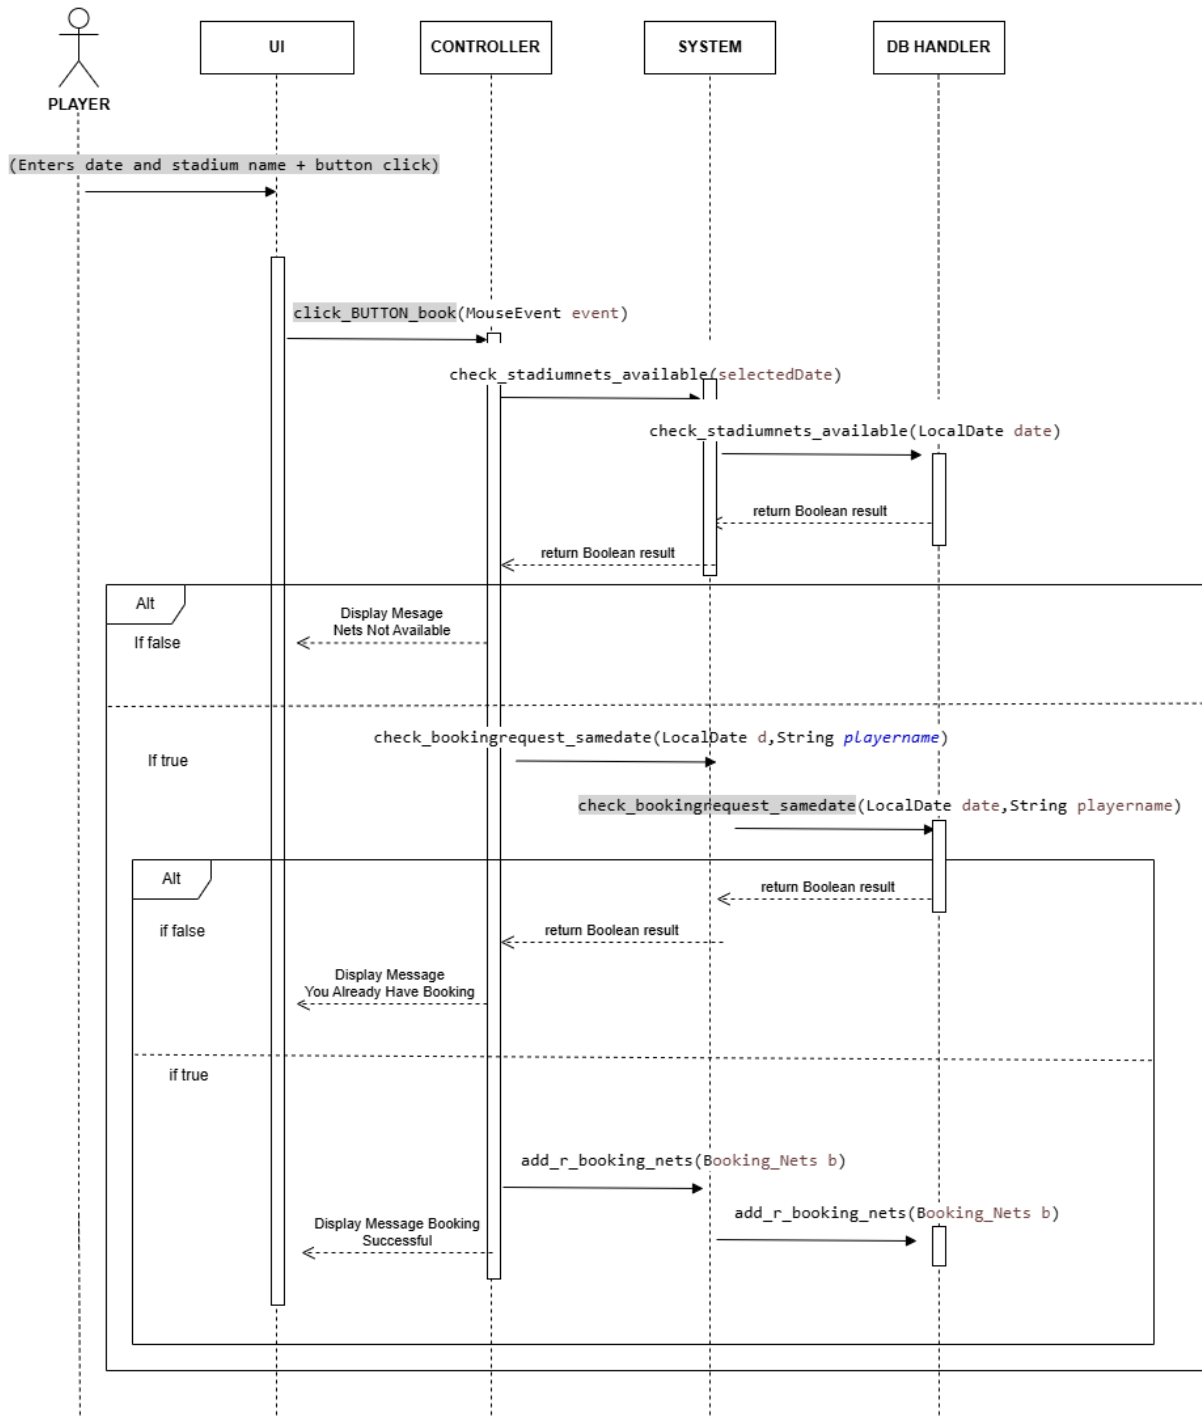 UI
CONTROLLER
SYSTEM
DB HANDLER
PLAYER
(Enters date and stadium name + button click)
click_BUTTON_book(MouseEvent event)
check_stadiumnets_available(selectedDate)
check_stadiumnets_available(LocalDate date)
return Boolean result
return Boolean result
Alt
Display Mesage
Nets Not Available
If false
check_bookingrequest_samedate(LocalDate d,String playername)
If true
check_bookingrequest_samedate(LocalDate date,String playername)
Alt
return Boolean result
if false
return Boolean result
Display Message
You Already Have Booking
if true
add_r_booking_nets(Booking_Nets b)
add_r_booking_nets(Booking_Nets b)
Display Message Booking
Successful